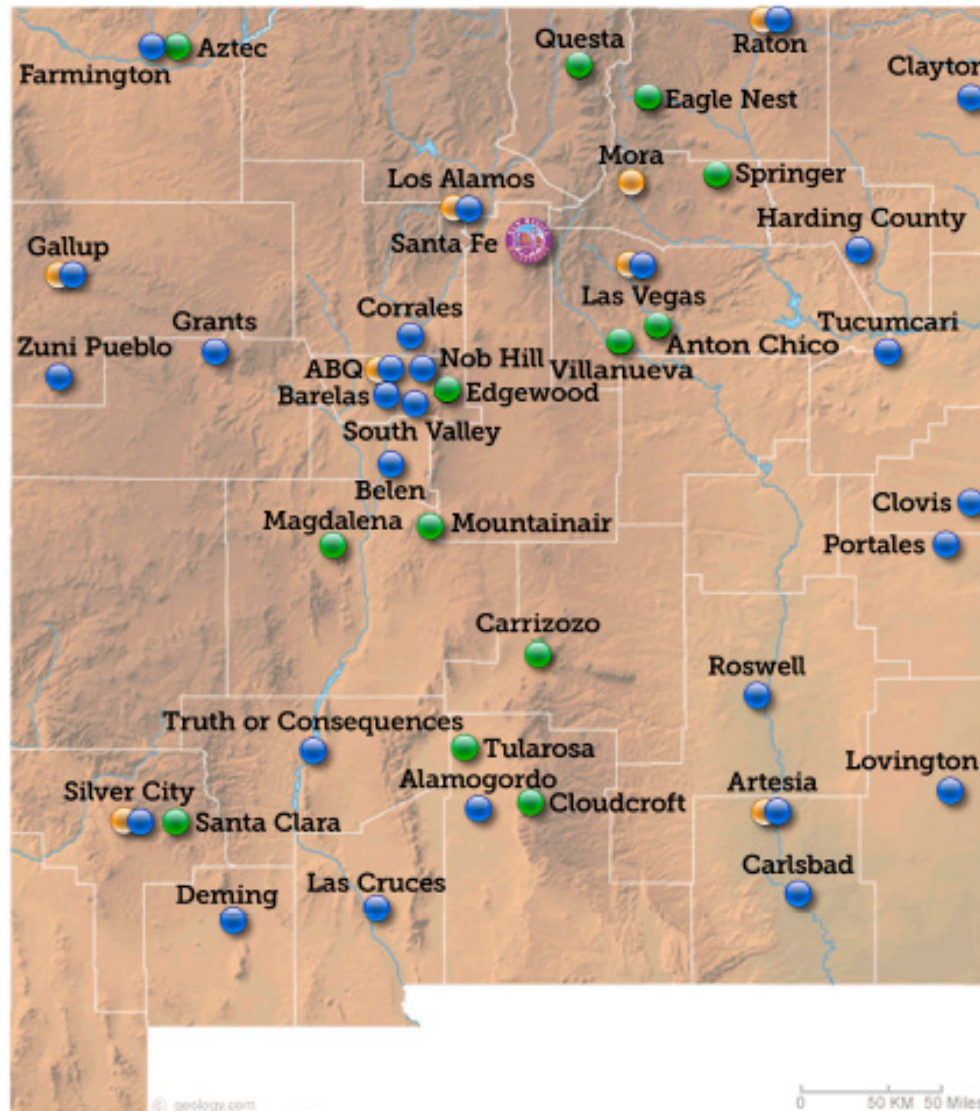 Questa
Raton
Aztec
Farmington
Clayton
Eagle Nest
Mora
Springer
Los Alamos
Harding County
Santa Fe
Gallup
Las Vegas
Corrales
Grants
Tucumcari
Zuni Pueblo
Anton Chico
ABQ
Nob Hill
Villanueva
Barelas
Edgewood
South Valley
Belen
Clovis
Magdalena
Mountainair
Portales
Carrizozo
Roswell
Truth or Consequences
Tularosa
Lovington
Silver City
Alamogordo
Artesia
Cloudcroft
Santa Clara
Carlsbad
Las Cruces
Deming
© geology.com
0 50 KM 50 Miles